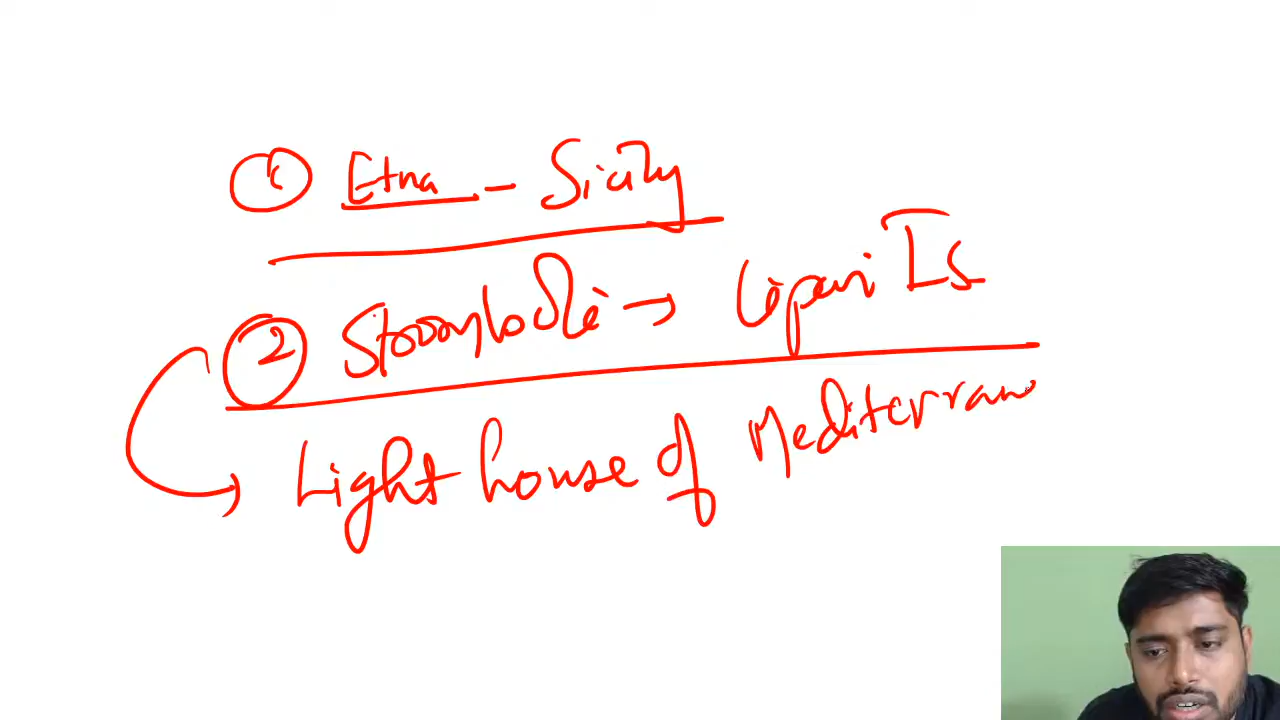 ① Etna - Sicily
② Stromboli → Lipari Is
→ Light house of Mediterran